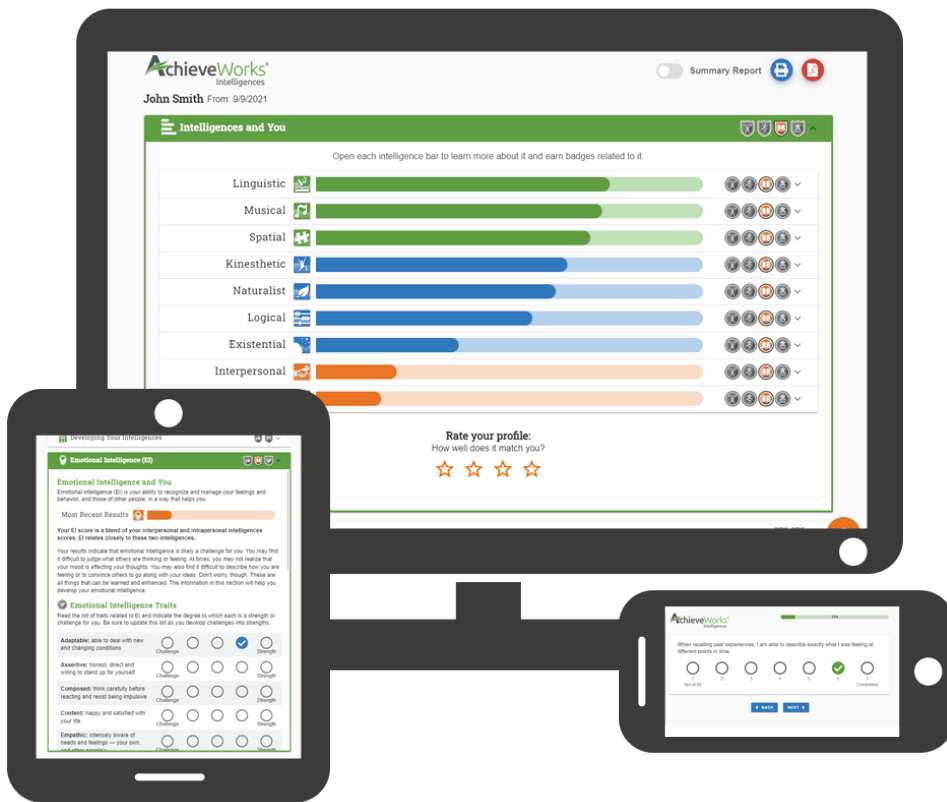 AchieveWorks®
Intelligences
Summary Report
John Smith From: 9/9/2021
Intelligences and You
Open each intelligence bar to learn more about it and earn badges related to it.
Linguistic
Musical
Spatial
Kinesthetic
Naturalist
Logical
Existential
Interpersonal
Rate your profile:
How well does it match you?
Developing Your Intelligences
Emotional Intelligence (EI)
Emotional Intelligence and You
Emotional intelligence (EI) is your ability to recognize and manage your feelings and
behavior, and those of other people, in a way that helps you.
Most Recent Results
Your EI score is a blend of your interpersonal and intrapersonal intelligences
scores. EI relates closely to these two intelligences.
Your results indicate that emotional intelligence is likely a challenge for you. You may find
it difficult to judge what others are thinking or feeling. At times, you may not realize that
your mood is affecting your thoughts. You may also find it difficult to describe how you are
feeling or to convince others to go along with your ideas. Don't worry, though. These are
all things that can be learned and enhanced. The information in this section will help you
develop your emotional intelligence.
Emotional Intelligence Traits
Read the list of traits related to EI and indicate the degree to which each is a strength or
challenge for you. Be sure to update this list as you develop challenges into strengths.
Adaptable: able to deal with new
and changing conditions
Challenge Strength
Assertive: honest, direct and
willing to stand up for yourself
Challenge Strength
Composed: think carefully before
reacting and resist being impulsive
Challenge Strength
Content: happy and satisfied with
your life
Challenge Strength
Empathic: intensely aware of
needs and feelings — your own,
Challenge Strength
AchieveWorks®
Intelligences
When recalling past experiences, I am able to describe exactly what I was feeling at
different points in time.
1 2 3 4 5 6 7
Not at All Completely
BACK NEXT